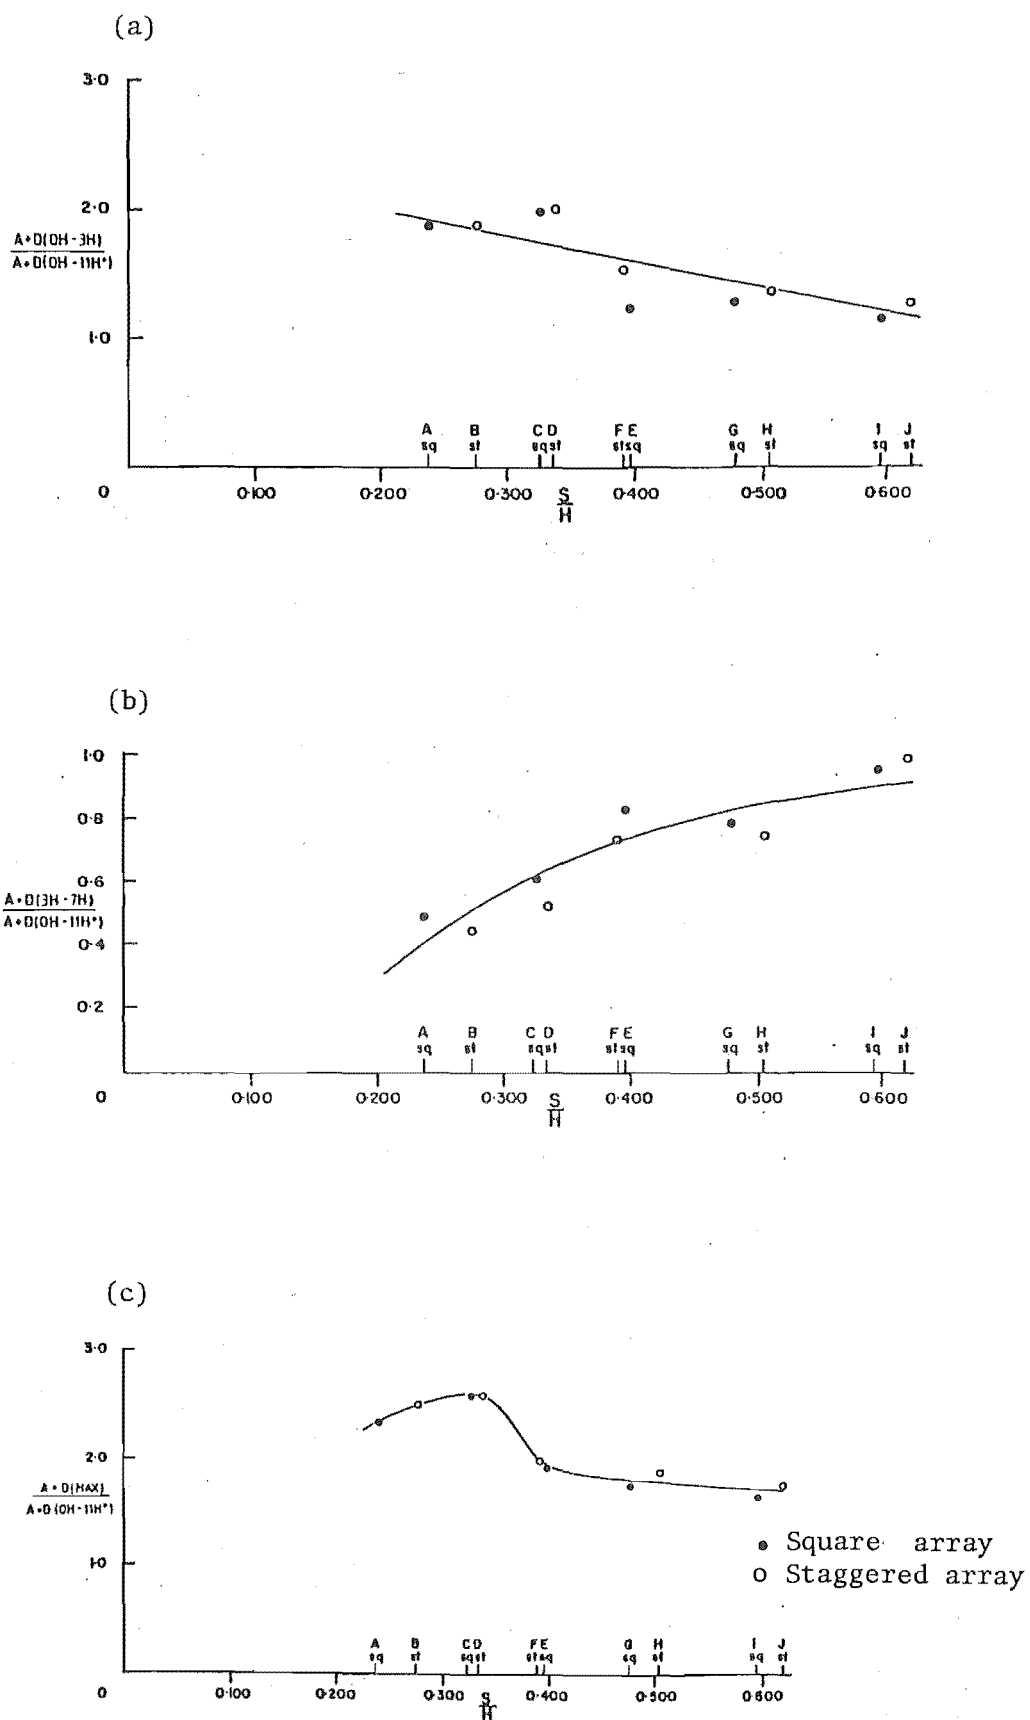 (a)
3·0
2·0
A+D(0H-3H)
A+D(0H-11H*)
1·0
A B C D F E G H I J
sq st sq st st sq sq st sq st
0 0·100 0·200 0·300 S 0·400 0·500 0·600
H
(b)
1·0
0·8
0·6
A+D(3H-7H)
A+D(0H-11H*)
0·4
0·2
A B C D F E G H I J
sq st sq st st sq sq st sq st
0 0·100 0·200 0·300 S 0·400 0·500 0·600
H
(c)
3·0
2·0
A+D(MAX)
A+D(0H-11H*)
1·0
• Square array
o Staggered array
A B C D F E G H I J
sq st sq st st sq sq st sq st
0 0·100 0·200 0·300 S 0·400 0·500 0·600
H